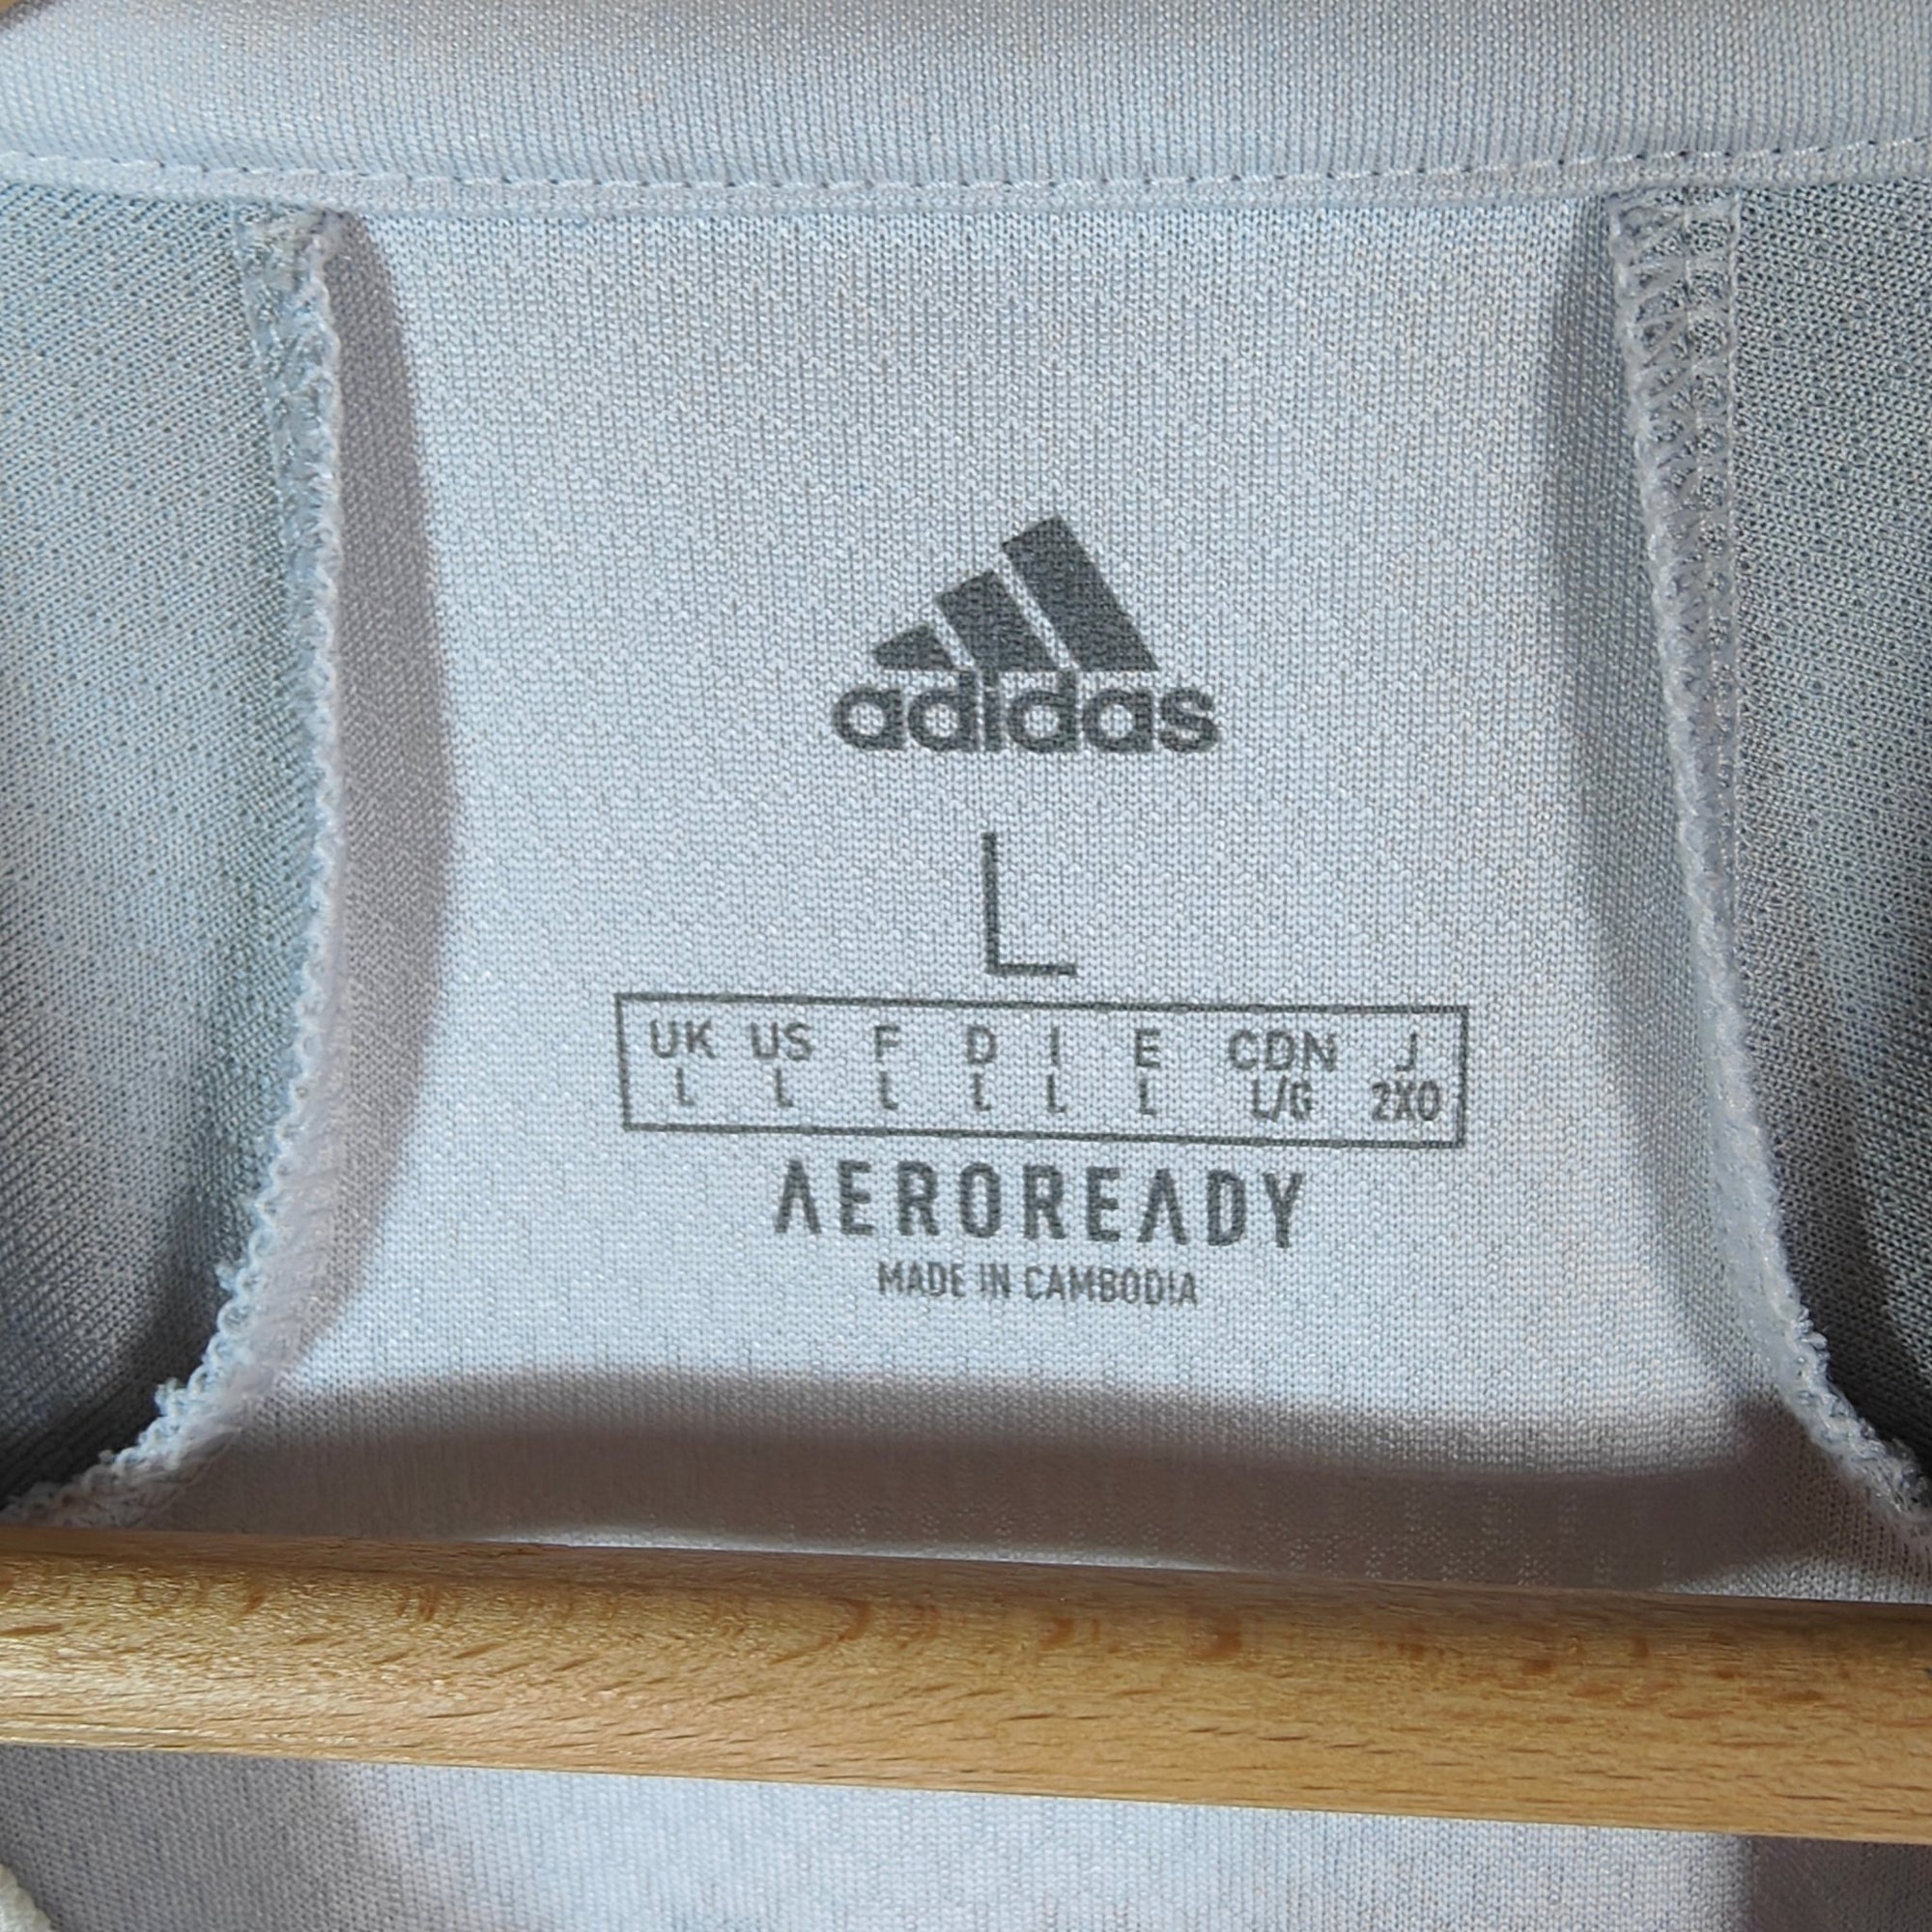 adidas
L
UK US F D I E CDN J
L L L L L L L/G 2XO
AEROREADY
MADE IN CAMBODIA